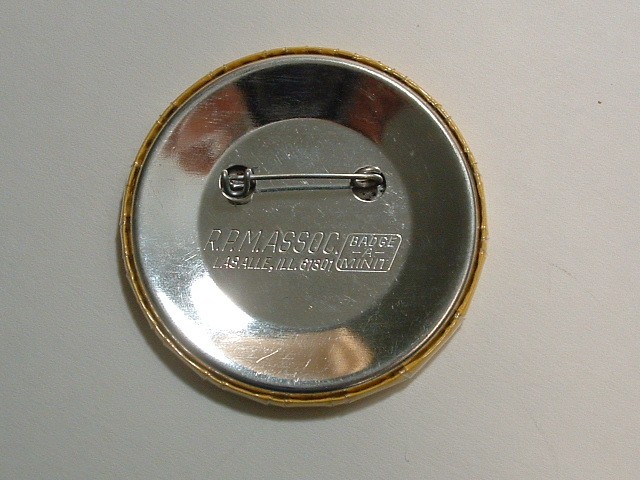 R.P.M. ASSOC.
LASALLE, ILL. 61301
BADGE
A
MINIT